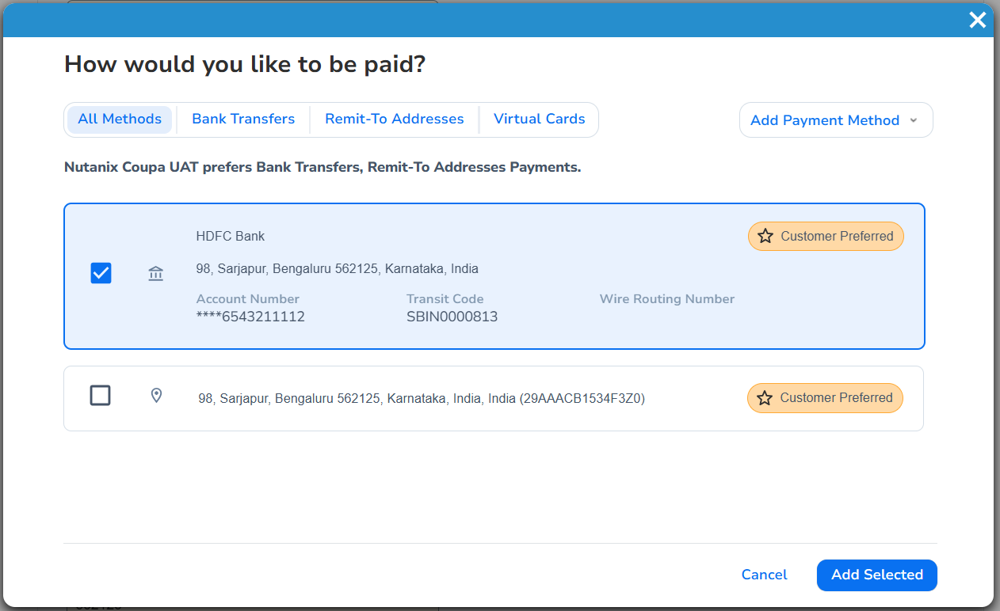 How would you like to be paid?
All Methods Bank Transfers Remit-To Addresses Virtual Cards Add Payment Method
Nutanix Coupa UAT prefers Bank Transfers, Remit-To Addresses Payments.
HDFC Bank Customer Preferred
98, Sarjapur, Bengaluru 562125, Karnataka, India
Account Number Transit Code Wire Routing Number
****6543211112 SBIN0000813
98, Sarjapur, Bengaluru 562125, Karnataka, India, India (29AAACB1534F3Z0) Customer Preferred
Cancel Add Selected